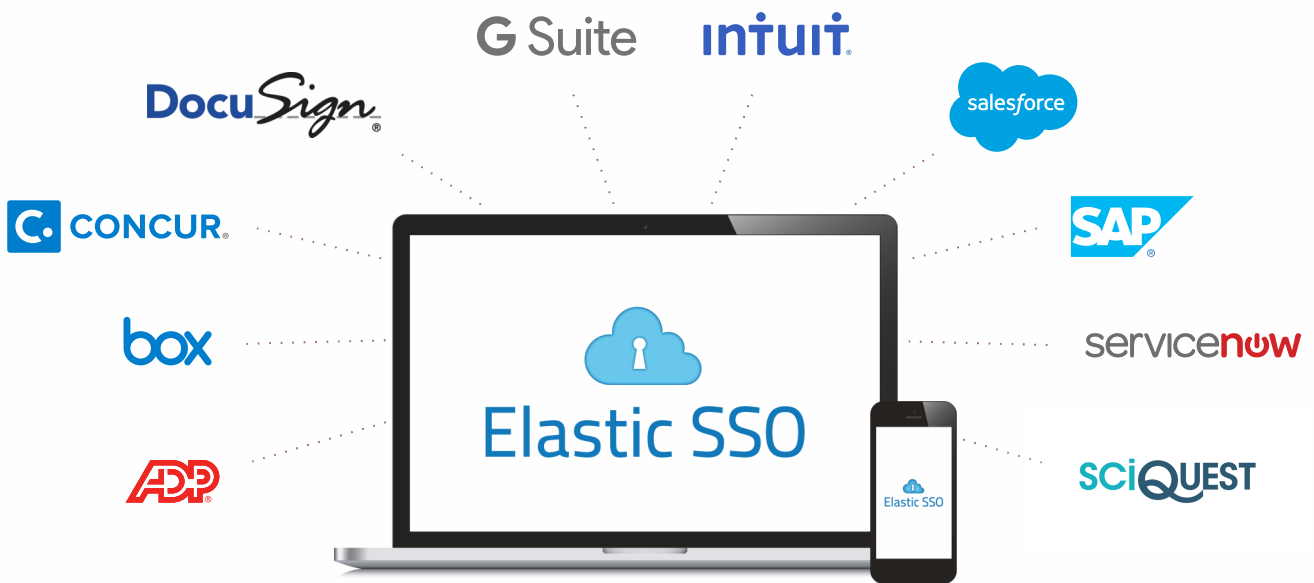 G Suite
INTUIT®
DocuSign®
salesforce
C. CONCUR®
SAP®
box
servicenow
Elastic SSO
ADP®
SCiQUEST
Elastic SSO